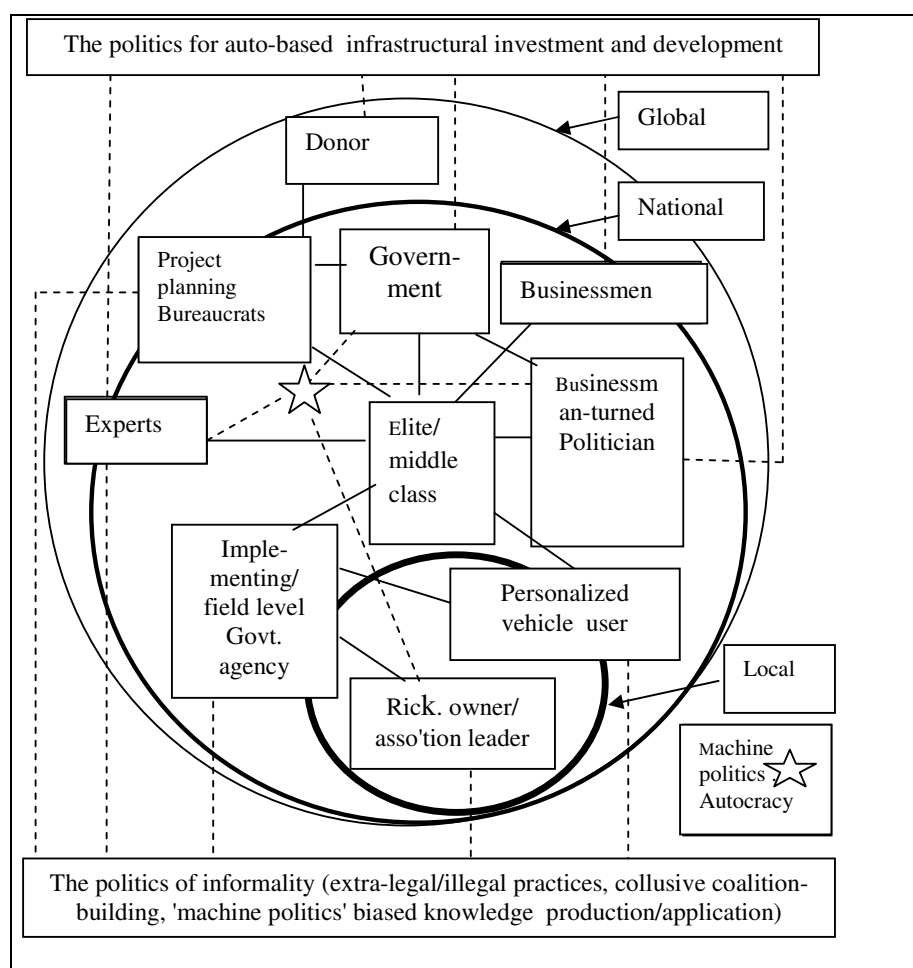 The politics for auto-based infrastructural investment and development
Global
Donor
National
Project
planning
Bureaucrats
Govern-
ment
Businessmen
Businessm
an-turned
Politician
Experts
Elite/
middle
class
Imple-
menting/
field level
Govt.
agency
Personalized
vehicle user
Local
Rick. owner/
asso'tion leader
Machine
politics .
Autocracy
The politics of informality (extra-legal/illegal practices, collusive coalition-
building, 'machine politics' biased knowledge production/application)